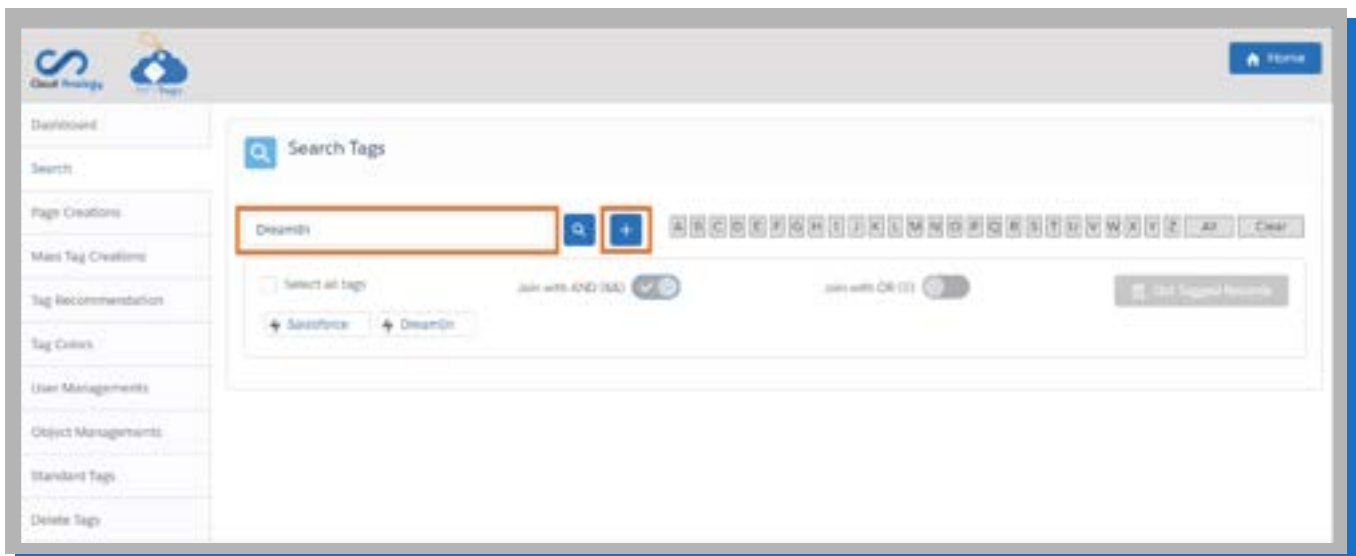 Cloud Analogy
Tags
Home
Dashboard
Search
Page Creations
Mass Tag Creations
Tag Recommendation
Tag Colors
User Managements
Object Managements
Standard Tags
Delete Tags
Search Tags
DreamIn
+
A B C D E F G H I J K L M N O P Q R S T U V W X Y Z All Clear
Select all tags
Join with AND (&&)
Join with OR (||)
Get Tagged Records
Salesforce
DreamIn